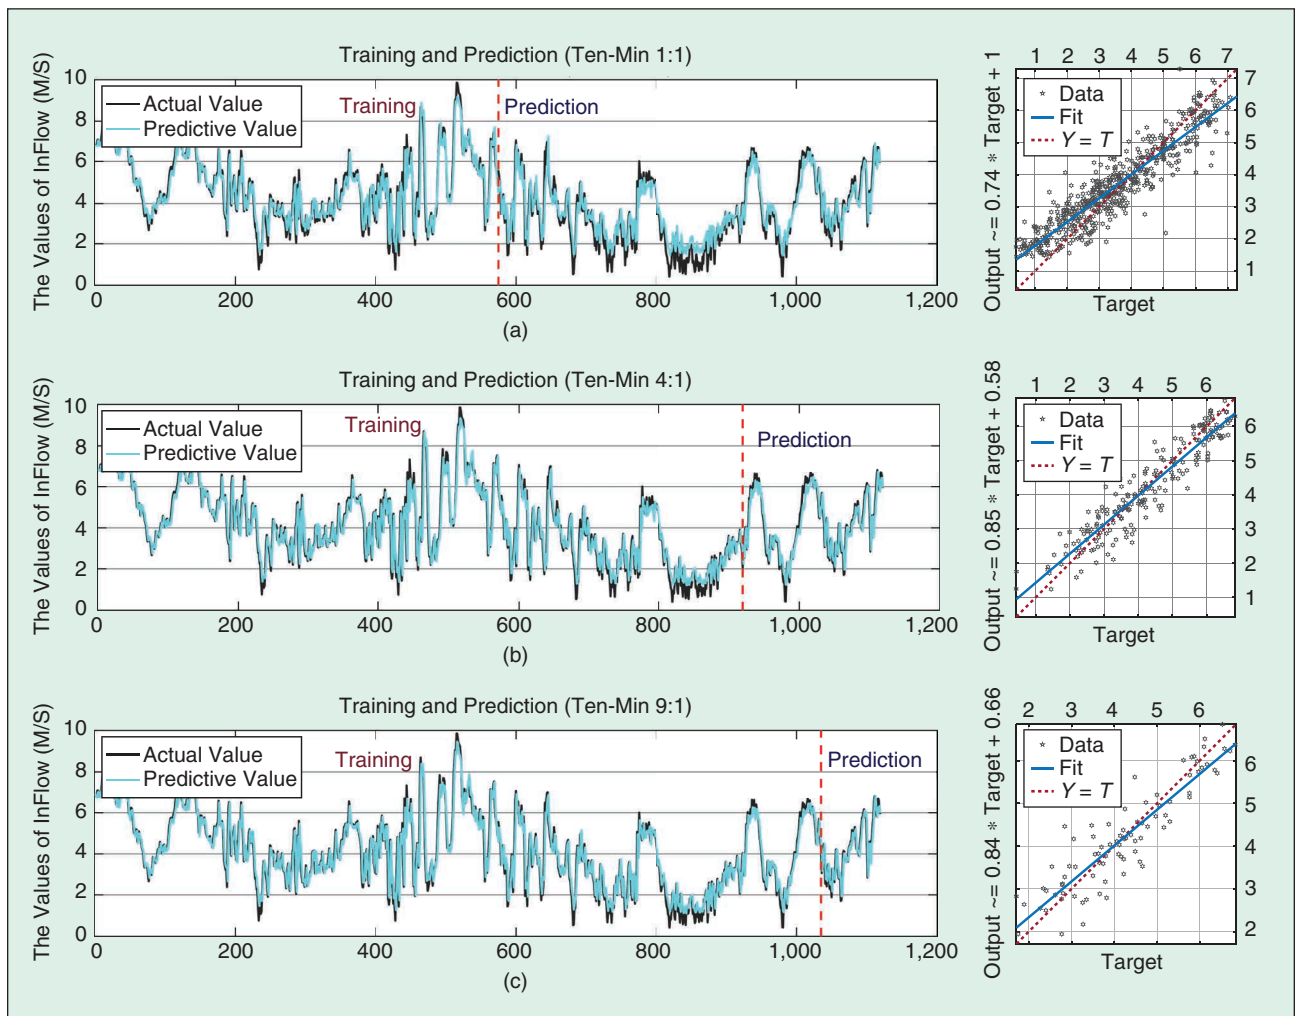 Training and Prediction (Ten-Min 1:1)
The Values of InFlow (M/S)
10
8
6
4
2
0
Actual Value
Predictive Value
Training
Prediction
0 200 400 600 800 1,000 1,200
(a)
1 2 3 4 5 6 7
Output ~= 0.74 * Target + 1
Data
Fit
Y = T
7
6
5
4
3
2
1
Target
Training and Prediction (Ten-Min 4:1)
The Values of InFlow (M/S)
10
8
6
4
2
0
Actual Value
Predictive Value
Training
Prediction
0 200 400 600 800 1,000 1,200
(b)
1 2 3 4 5 6
Output ~= 0.85 * Target + 0.58
Data
Fit
Y = T
6
5
4
3
2
1
Target
Training and Prediction (Ten-Min 9:1)
The Values of InFlow (M/S)
10
8
6
4
2
0
Actual Value
Predictive Value
Training
Prediction
0 200 400 600 800 1,000 1,200
(c)
2 3 4 5 6
Output ~= 0.84 * Target + 0.66
Data
Fit
Y = T
6
5
4
3
2
Target